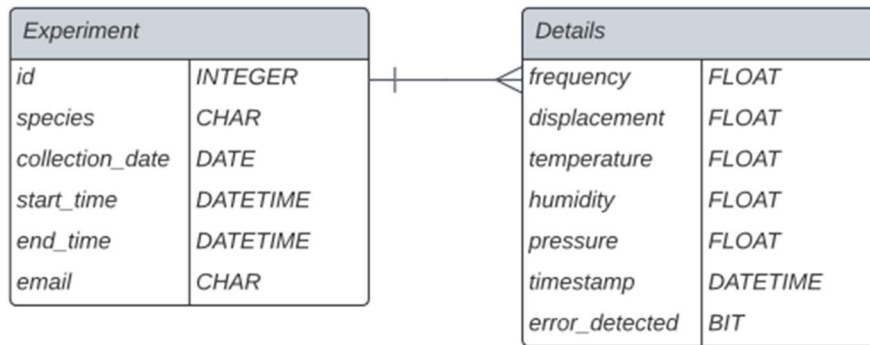 Experiment
id INTEGER
species CHAR
collection_date DATE
start_time DATETIME
end_time DATETIME
email CHAR
Details
frequency FLOAT
displacement FLOAT
temperature FLOAT
humidity FLOAT
pressure FLOAT
timestamp DATETIME
error_detected BIT